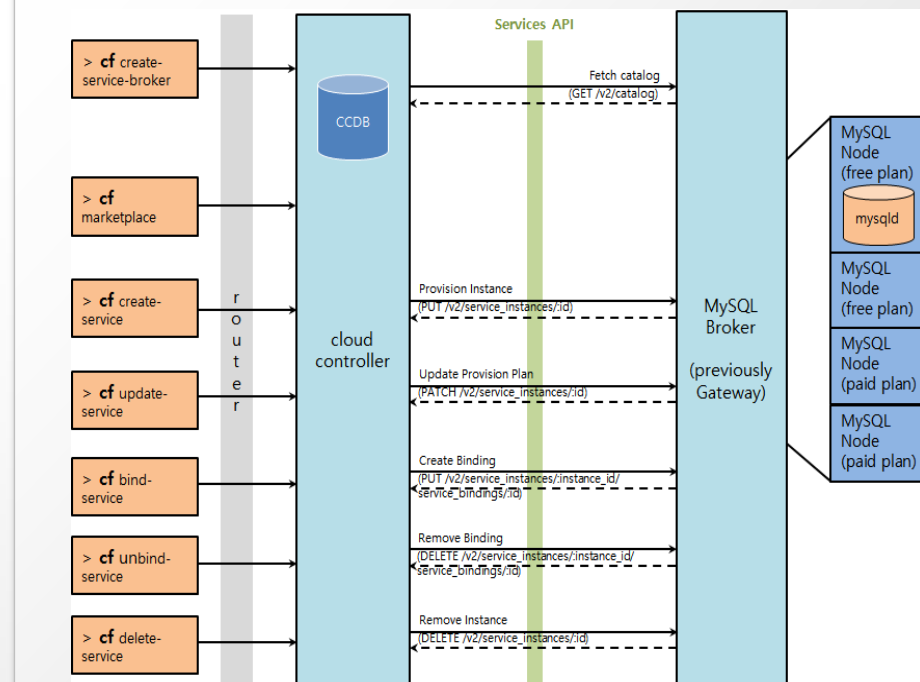 Services API
> cf create-
service-broker
Fetch catalog
(GET /v2/catalog)
CCDB
MySQL
Node
(free plan)
mysqld
> cf
marketplace
MySQL
Node
(free plan)
> cf create-
service
Provision Instance
(PUT /v2/service_instances/:id)
r
o
u
t
e
r
cloud
controller
MySQL
Broker
(previously
Gateway)
MySQL
Node
(paid plan)
> cf update-
service
Update Provision Plan
(PATCH /v2/service_instances/:id)
MySQL
Node
(paid plan)
> cf bind-
service
Create Binding
(PUT /v2/service_instances/:instance_id/
service_bindings/:id)
> cf unbind-
service
Remove Binding
(DELETE /v2/service_instances/:instance_id/
service_bindings/:id)
> cf delete-
service
Remove Instance
(DELETE /v2/service_instances/:id)